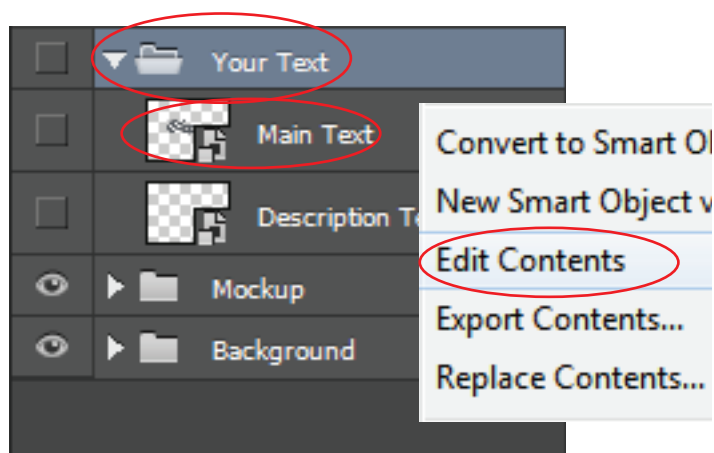 Your Text
Main Text
Description Te
Mockup
Background
Convert to Smart Ob
New Smart Object v
Edit Contents
Export Contents...
Replace Contents...